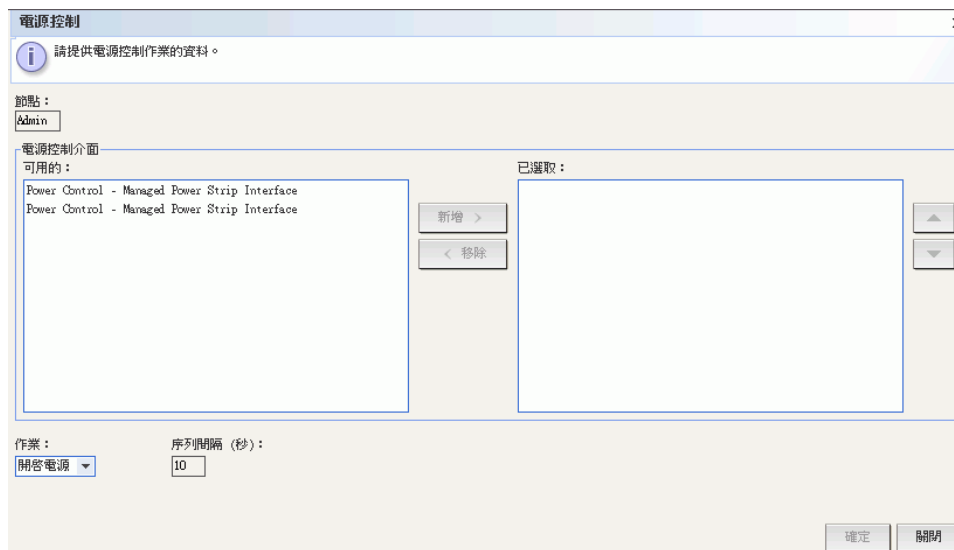 電源控制
請提供電源控制作業的資料。
節點：
Admin
電源控制介面
可用的：
Power Control - Managed Power Strip Interface
Power Control - Managed Power Strip Interface
新增 >
< 移除
已選取：
作業：
開啓電源
序列間隔 (秒)：
10
確定
關閉